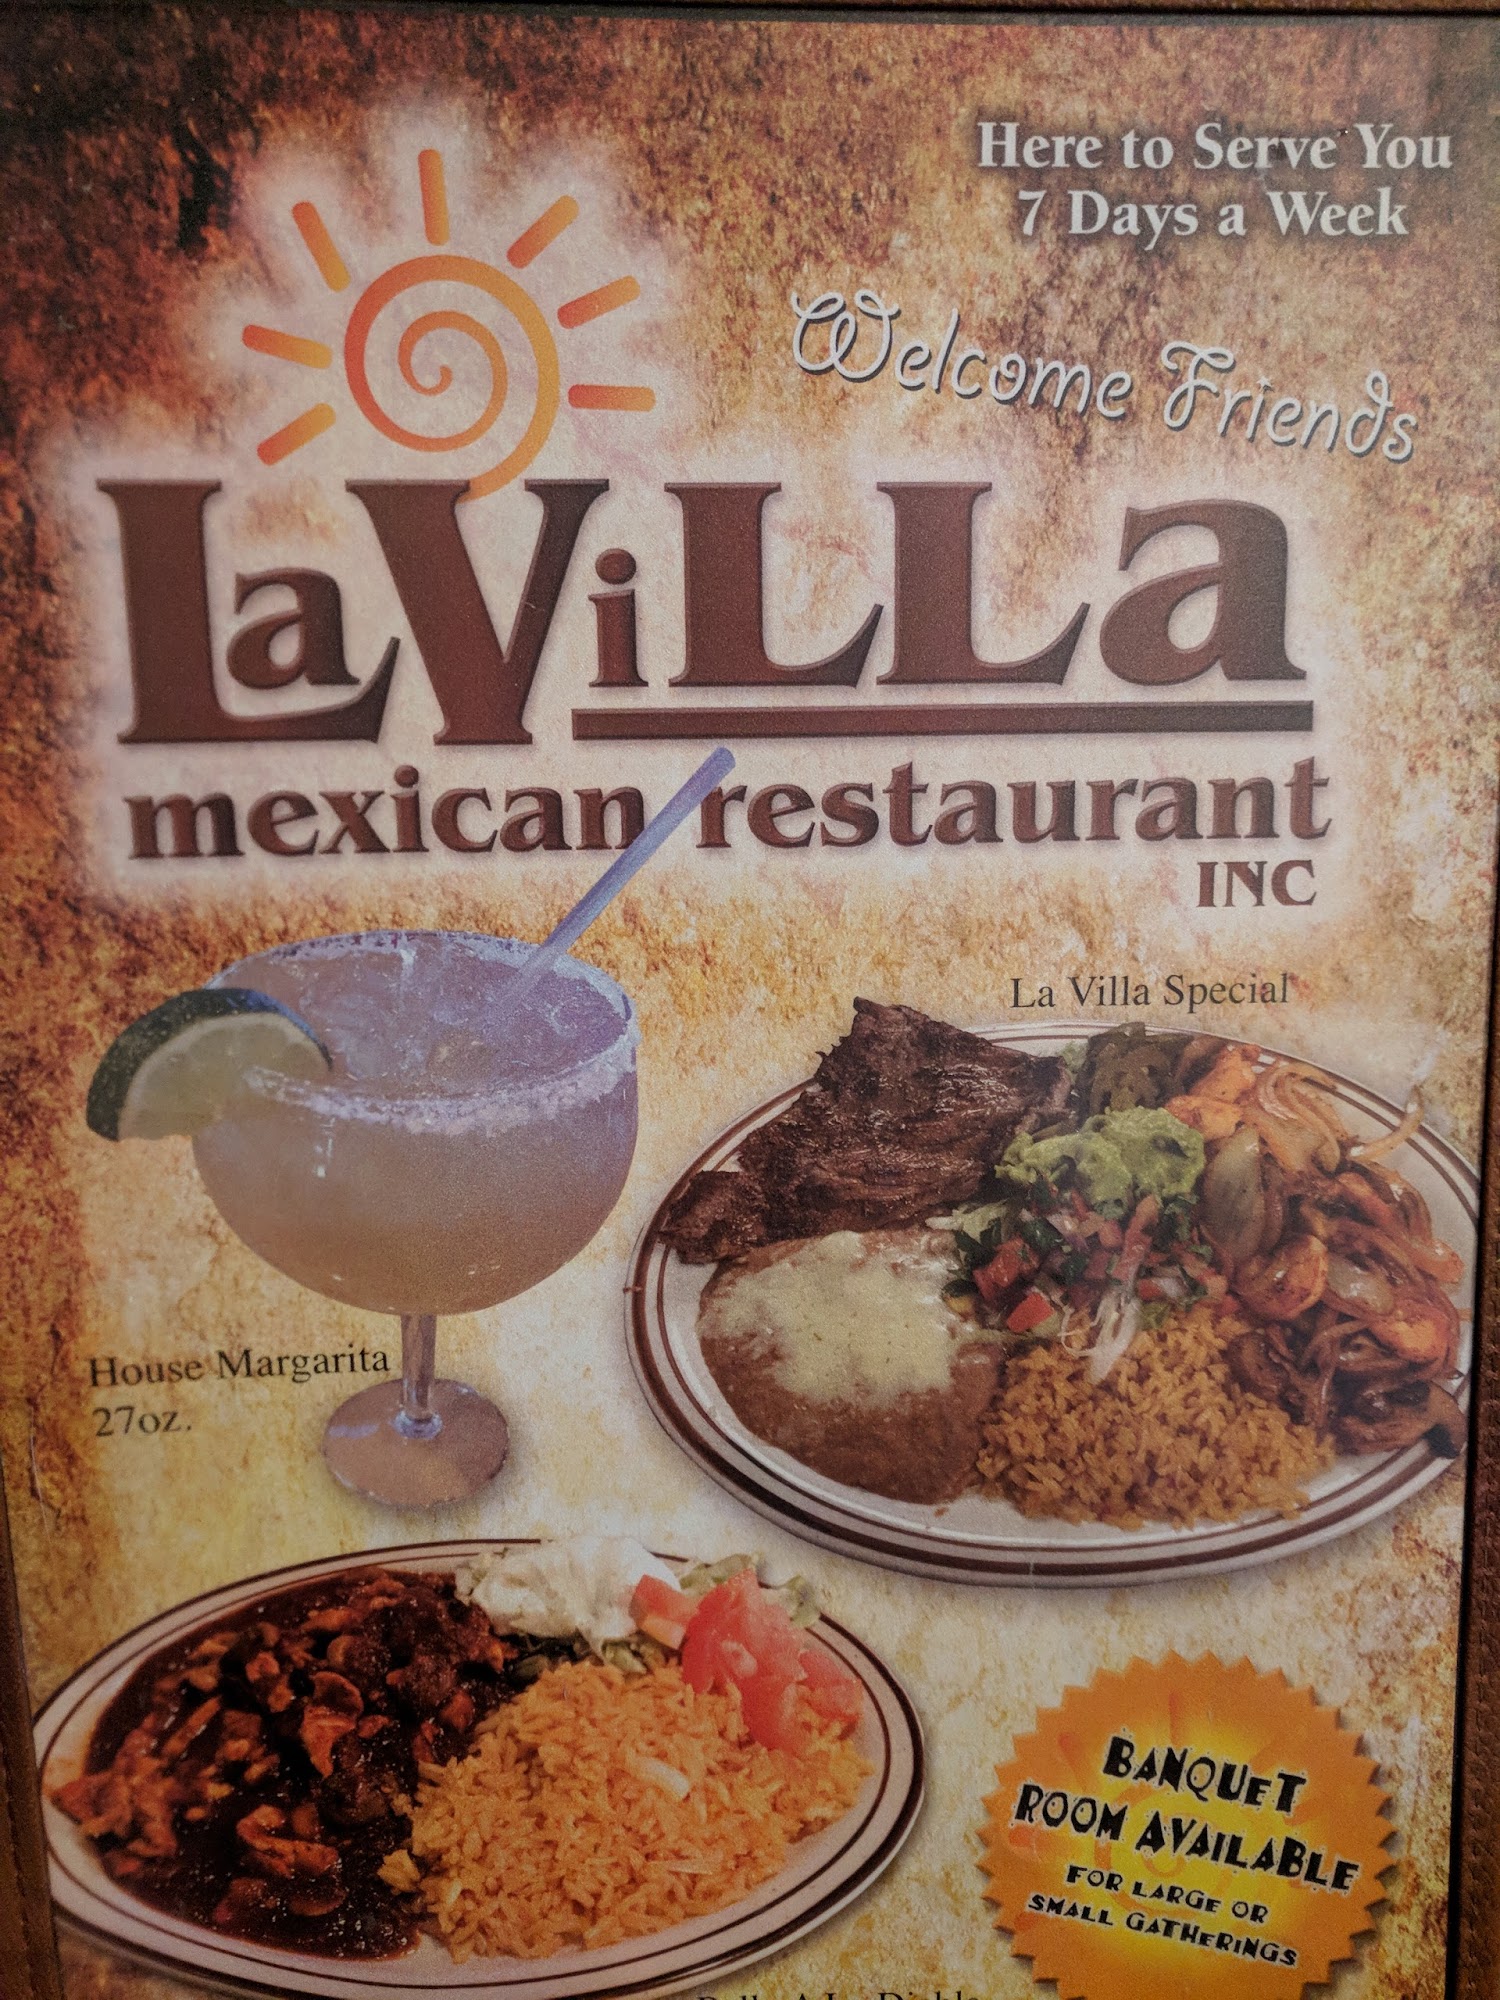 Here to Serve You
7 Days a Week
Welcome Friends
LaViLLa
mexican restaurant
INC
La Villa Special
House Margarita
27oz.
BANQUET
ROOM AVAILABLE
FOR LARGE OR
SMALL GATHERINGS